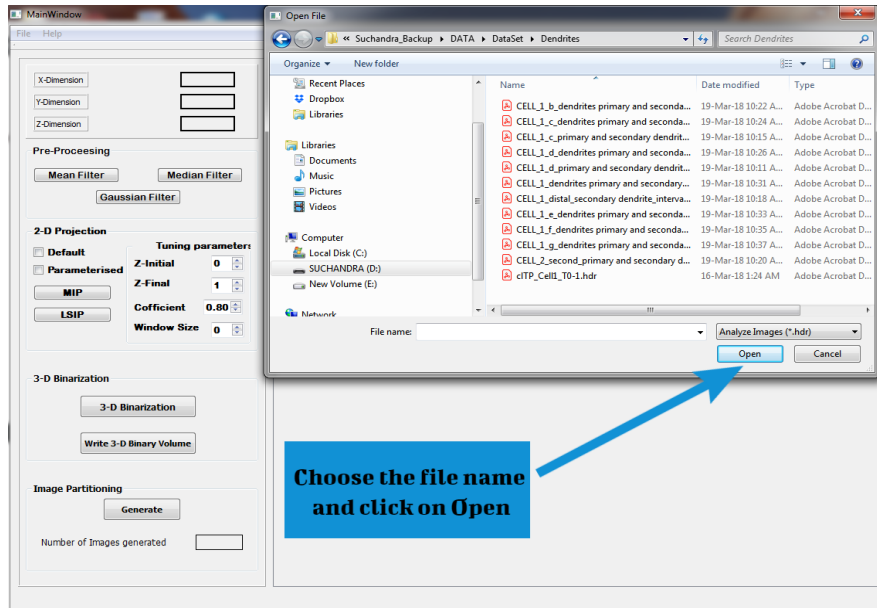 MainWindow
File Help
X-Dimension
Y-Dimension
Z-Dimension
Pre-Proceesing
Mean Filter Median Filter
Gaussian Filter
2-D Projection
Default
Parameterised
MIP
LSIP
Tuning parameters
Z-Initial 0
Z-Final 1
Cofficient 0.80
Window Size 0
3-D Binarization
3-D Binarization
Write 3-D Binary Volume
Image Partitioning
Generate
Number of Images generated
Open File
« Suchandra_Backup DATA DataSet Dendrites
Search Dendrites
Organize New folder
Recent Places
Dropbox
Libraries
Libraries
Documents
Music
Pictures
Videos
Computer
Local Disk (C:)
SUCHANDRA (D:)
New Volume (E:)
Network
Name Date modified Type
CELL_1_b_dendrites primary and seconda... 19-Mar-18 10:22 A... Adobe Acrobat D...
CELL_1_c_dendrites primary and seconda... 19-Mar-18 10:24 A... Adobe Acrobat D...
CELL_1_c_primary and secondary dendrit... 19-Mar-18 10:15 A... Adobe Acrobat D...
CELL_1_d_dendrites primary and seconda... 19-Mar-18 10:26 A... Adobe Acrobat D...
CELL_1_d_primary and secondary dendrit... 19-Mar-18 10:11 A... Adobe Acrobat D...
CELL_1_dendrites primary and secondary... 19-Mar-18 10:31 A... Adobe Acrobat D...
CELL_1_distal_secondary dendrite_interva... 19-Mar-18 10:18 A... Adobe Acrobat D...
CELL_1_e_dendrites primary and seconda... 19-Mar-18 10:33 A... Adobe Acrobat D...
CELL_1_f_dendrites primary and seconda... 19-Mar-18 10:35 A... Adobe Acrobat D...
CELL_1_g_dendrites primary and seconda... 19-Mar-18 10:37 A... Adobe Acrobat D...
CELL_2_second_primary and secondary d... 19-Mar-18 10:20 A... Adobe Acrobat D...
cITP_Cell1_T0-1.hdr 16-Mar-18 1:24 AM Adobe Acrobat D...
File name:
Analyze Images (*.hdr)
Open Cancel
Choose the file name
and click on Open